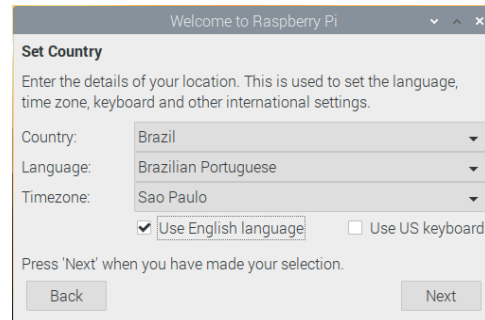 Welcome to Raspberry Pi
Set Country
Enter the details of your location. This is used to set the language,
time zone, keyboard and other international settings.
Country: Brazil
Language: Brazilian Portuguese
Timezone: Sao Paulo
Use English language Use US keyboard
Press 'Next' when you have made your selection.
Back Next